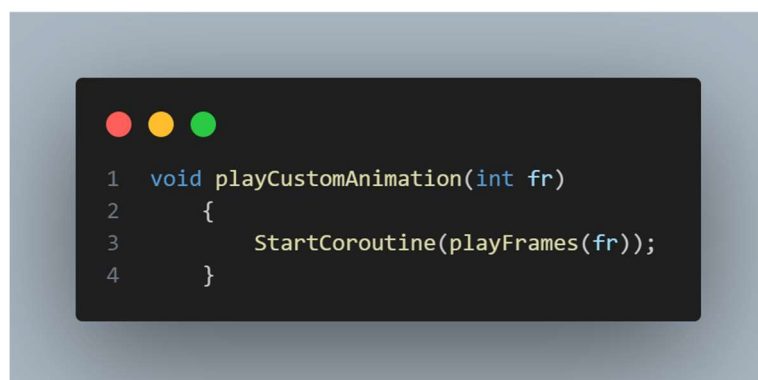 1 void playCustomAnimation(int fr)
2 {
3 StartCoroutine(playFrames(fr));
4 }